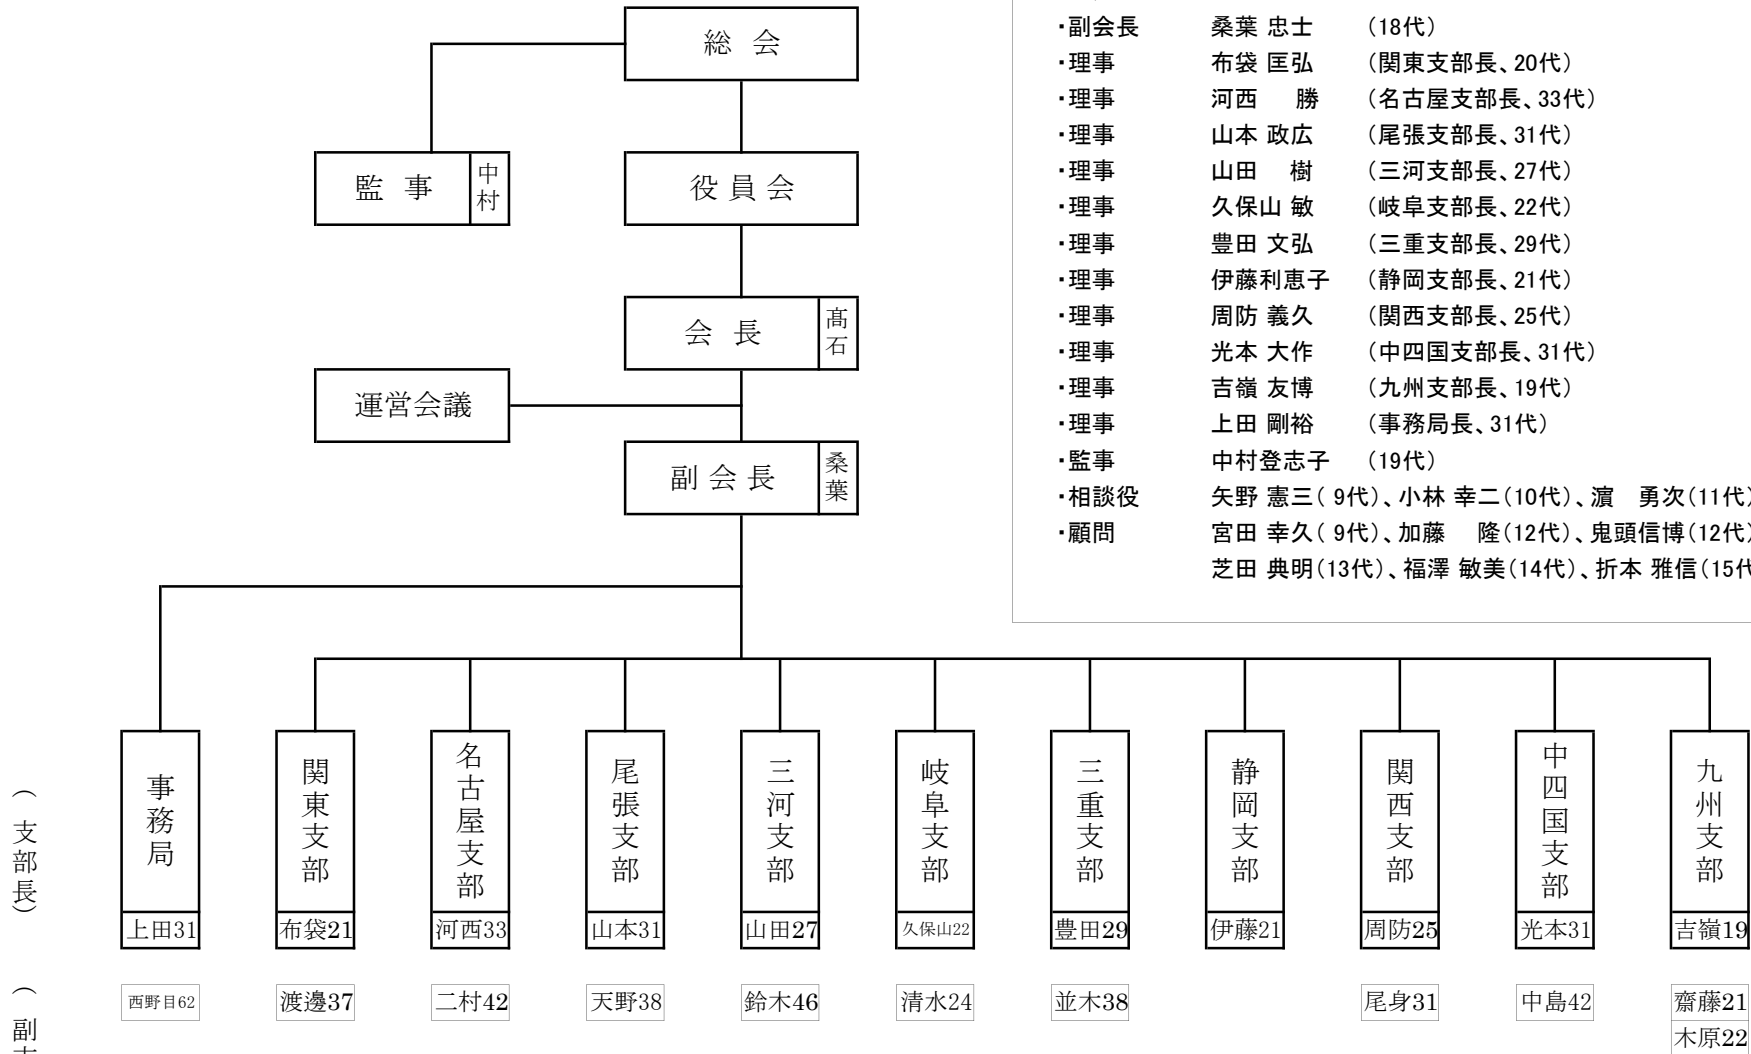 総 会
監 事 中村
役 員 会
会 長 髙石
運営会議
副 会 長 桑葉
・副会長 桑葉 忠士 (18代)
・理事 布袋 匡弘 (関東支部長、20代)
・理事 河西 勝 (名古屋支部長、33代)
・理事 山本 政広 (尾張支部長、31代)
・理事 山田 樹 (三河支部長、27代)
・理事 久保山 敏 (岐阜支部長、22代)
・理事 豊田 文弘 (三重支部長、29代)
・理事 伊藤利恵子 (静岡支部長、21代)
・理事 周防 義久 (関西支部長、25代)
・理事 光本 大作 (中四国支部長、31代)
・理事 吉嶺 友博 (九州支部長、19代)
・理事 上田 剛裕 (事務局長、31代)
・監事 中村登志子 (19代)
・相談役 矢野 憲三( 9代)、小林 幸二(10代)、濵 勇次(11代)
・顧問 宮田 幸久( 9代)、加藤 隆(12代)、鬼頭信博(12代)
芝田 典明(13代)、福澤 敏美(14代)、折本 雅信(15代
事務局
関東支部
名古屋支部
尾張支部
三河支部
岐阜支部
三重支部
静岡支部
関西支部
中四国支部
九州支部
(支部長)
上田31 布袋21 河西33 山本31 山田27 久保山22 豊田29 伊藤21 周防25 光本31 吉嶺19
(副
西野目62 渡邊37 二村42 天野38 鈴木46 清水24 並木38 尾身31 中島42 齋藤21
木原22